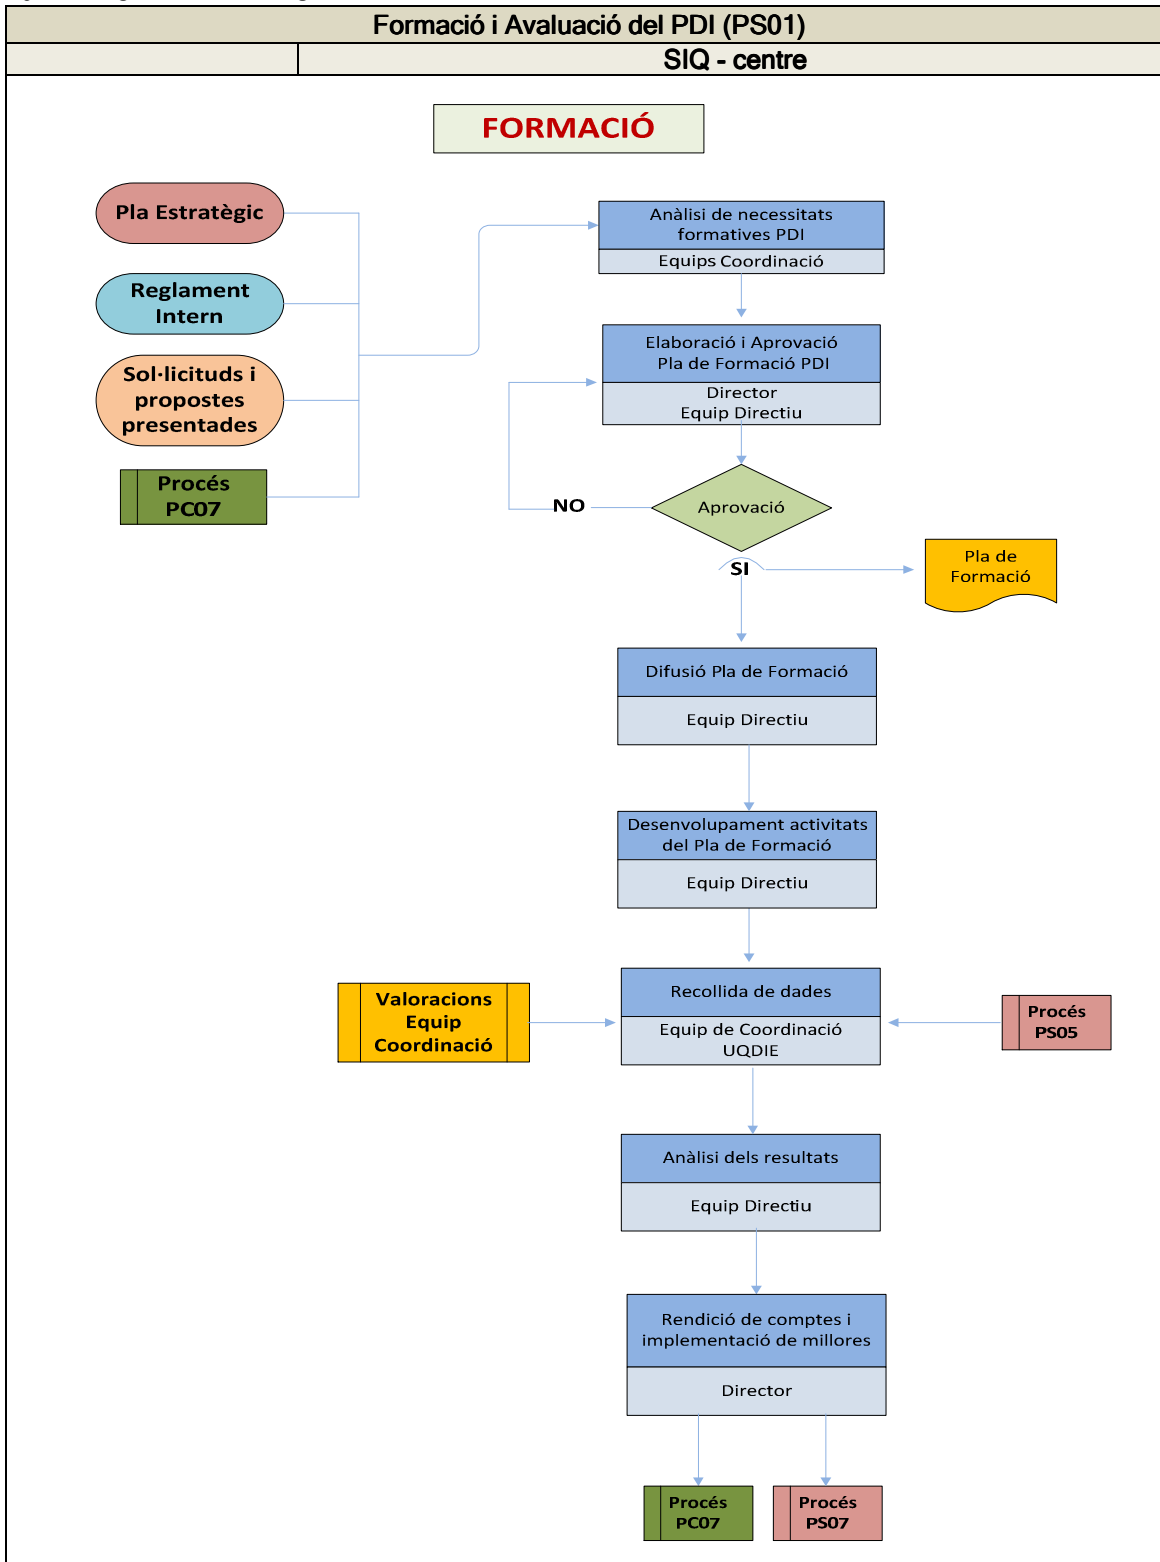 Formació i Avaluació del PDI (PS01)
SIQ - centre
FORMACIÓ
Pla Estratègic
Reglament
Intern
Sol·licituds i
propostes
presentades
Procés
PC07
Anàlisi de necessitats
formatives PDI
Equips Coordinació
Elaboració i Aprovació
Pla de Formació PDI
Director
Equip Directiu
NO
Aprovació
SI
Pla de
Formació
Difusió Pla de Formació
Equip Directiu
Desenvolupament activitats
del Pla de Formació
Equip Directiu
Valoracions
Equip
Coordinació
Recollida de dades
Equip de Coordinació
UQDIE
Procés
PS05
Anàlisi dels resultats
Equip Directiu
Rendició de comptes i
implementació de millores
Director
Procés
PC07
Procés
PS07